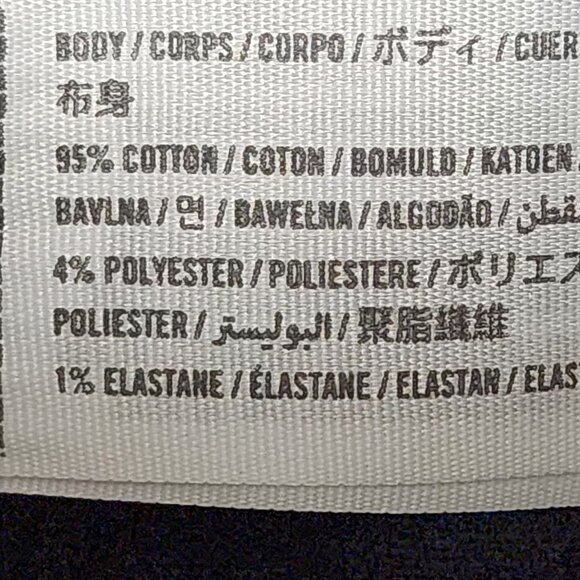 BODY / CORPS / CORPO / ボディ / CUER
布身
95% COTTON / COTON / BOMULD / KATOEN
BAVLNA / 면 / BAWEŁNA / ALGODÃO / قطن
4% POLYESTER / POLIESTERE / ポリエス
POLIESTER / البوليستر / 聚脂纖維
1% ELASTANE / ÉLASTANE / ELASTAN / ELAS